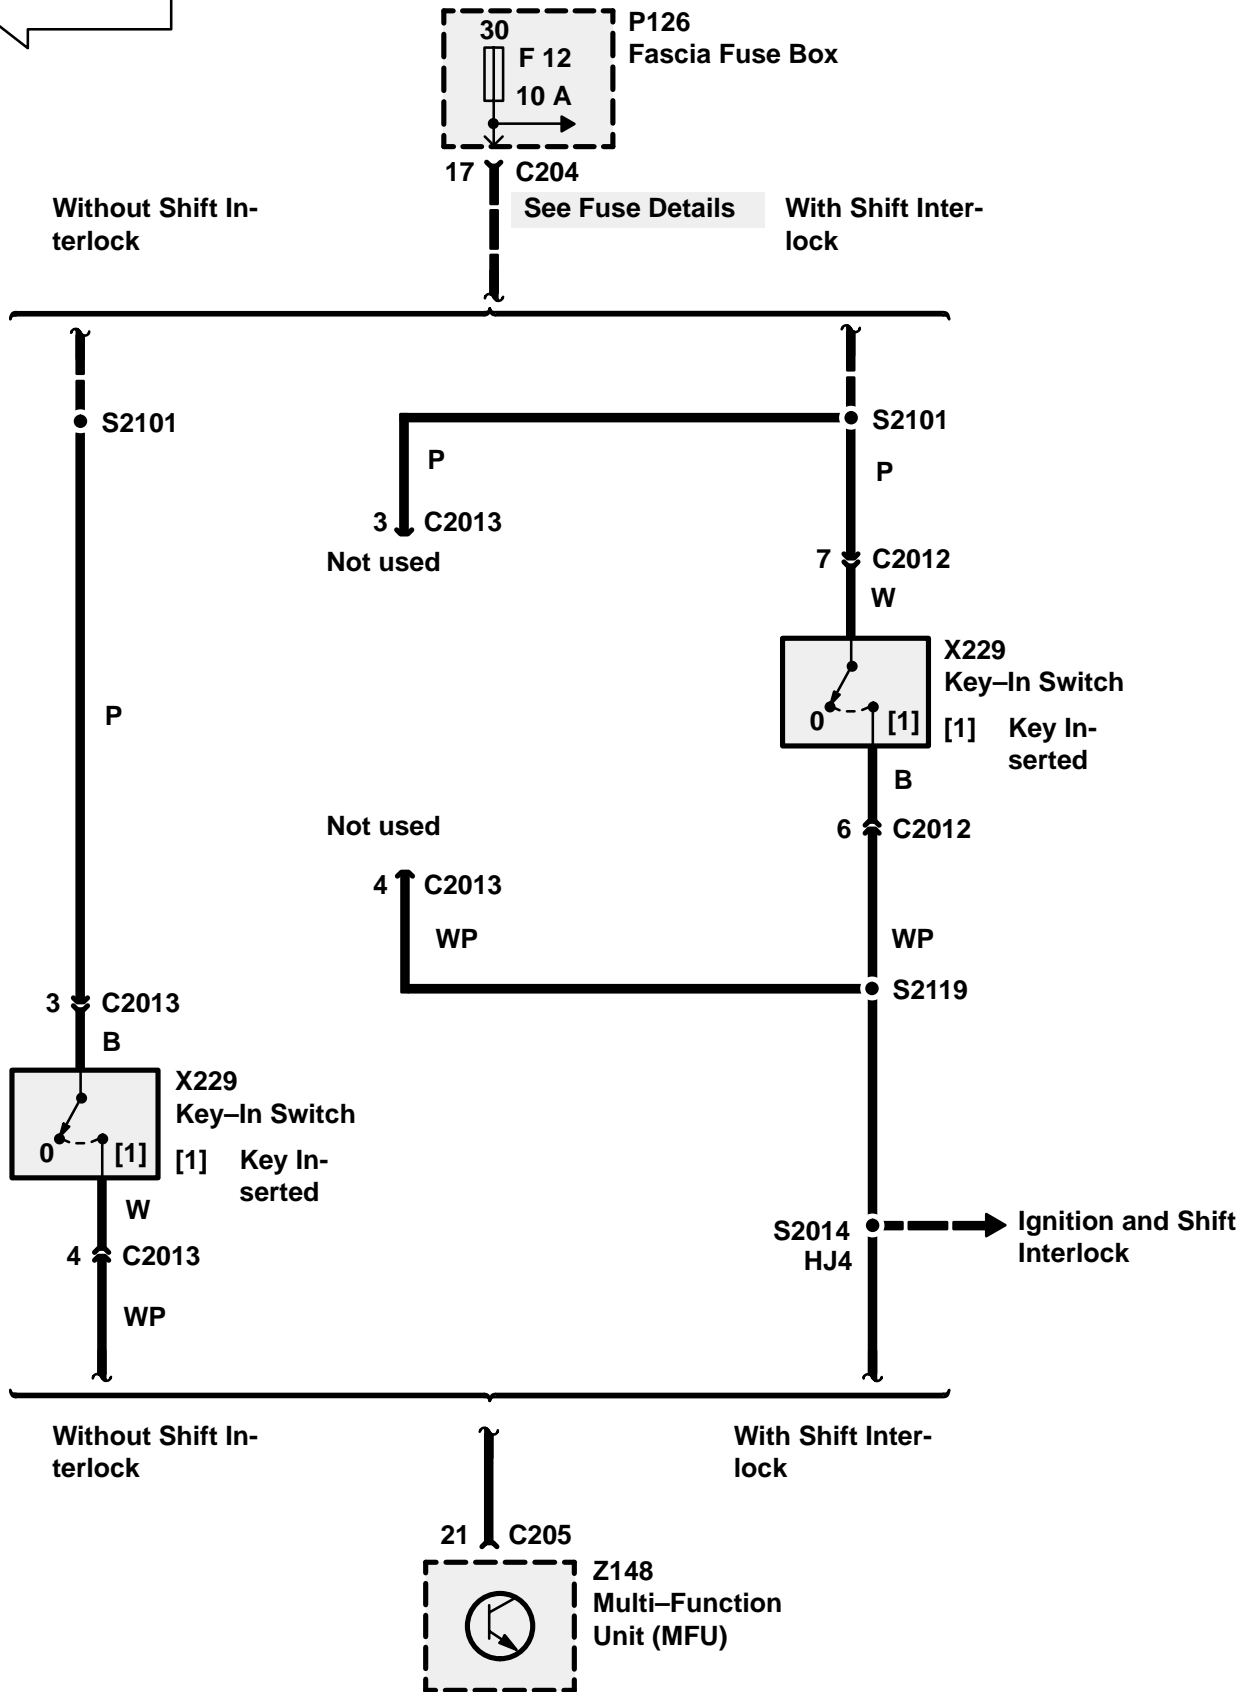 30
F 12
10 A
P126
Fascia Fuse Box
17
C204
Without Shift In-
terlock
See Fuse Details
With Shift Inter-
lock
S2101
S2101
P
P
3
C2013
Not used
7
C2012
W
X229
Key–In Switch
0
[1]
[1]
Key In-
serted
P
B
Not used
6
C2012
4
C2013
WP
WP
S2119
3
C2013
B
X229
Key–In Switch
0
[1]
[1]
Key In-
serted
W
4
C2013
WP
S2014
HJ4
Ignition and Shift
Interlock
Without Shift In-
terlock
With Shift Inter-
lock
21
C205
Z148
Multi–Function
Unit (MFU)